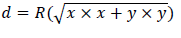 d = R(√x × x + y × y)